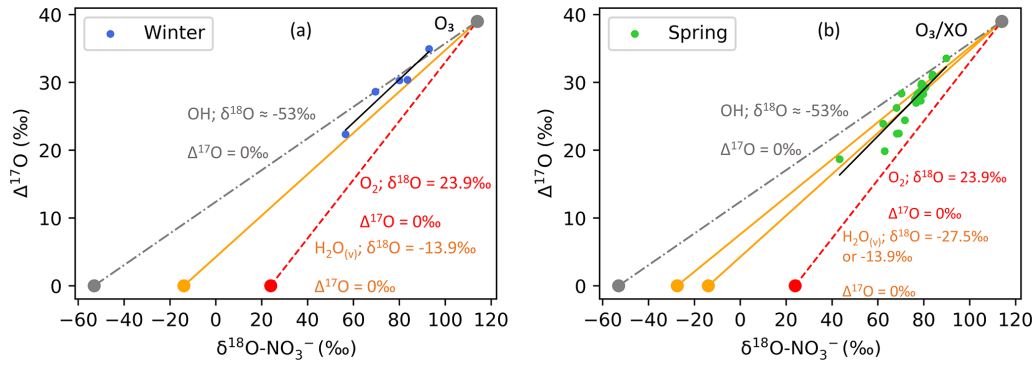 Winter
(a)
O₃
OH; δ¹⁸O ≈ -53‰
Δ¹⁷O = 0‰
O₂; δ¹⁸O = 23.9‰
Δ¹⁷O = 0‰
H₂O₍ᵥ₎; δ¹⁸O = -13.9‰
Δ¹⁷O = 0‰
40
30
20
10
0
Δ¹⁷O (‰)
−60 −40 −20 0 20 40 60 80 100 120
δ¹⁸O-NO₃⁻ (‰)
Spring
(b)
O₃/XO
OH; δ¹⁸O ≈ -53‰
Δ¹⁷O = 0‰
O₂; δ¹⁸O = 23.9‰
Δ¹⁷O = 0‰
H₂O₍ᵥ₎; δ¹⁸O = -27.5‰
or -13.9‰
Δ¹⁷O = 0‰
40
30
20
10
0
Δ¹⁷O (‰)
−60 −40 −20 0 20 40 60 80 100 120
δ¹⁸O-NO₃⁻ (‰)